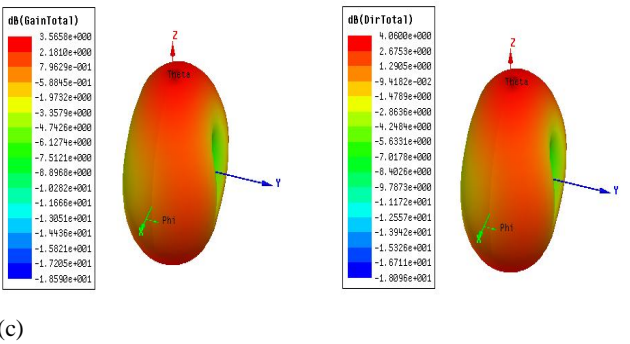 dB(GainTotal)
3.5658e+000
2.1810e+000
7.9629e-001
-5.8845e-001
-1.9732e+000
-3.3579e+000
-4.7426e+000
-6.1274e+000
-7.5121e+000
-8.8968e+000
-1.0282e+001
-1.1666e+001
-1.3051e+001
-1.4436e+001
-1.5821e+001
-1.7205e+001
-1.8590e+001
Z
Theta
Y
Phi
X
dB(DirTotal)
4.0600e+000
2.6753e+000
1.2905e+000
-9.4182e-002
-1.4789e+000
-2.8636e+000
-4.2484e+000
-5.6331e+000
-7.0178e+000
-8.4026e+000
-9.7873e+000
-1.1172e+001
-1.2557e+001
-1.3942e+001
-1.5326e+001
-1.6711e+001
-1.8096e+001
Z
Theta
Y
Phi
X
(c)